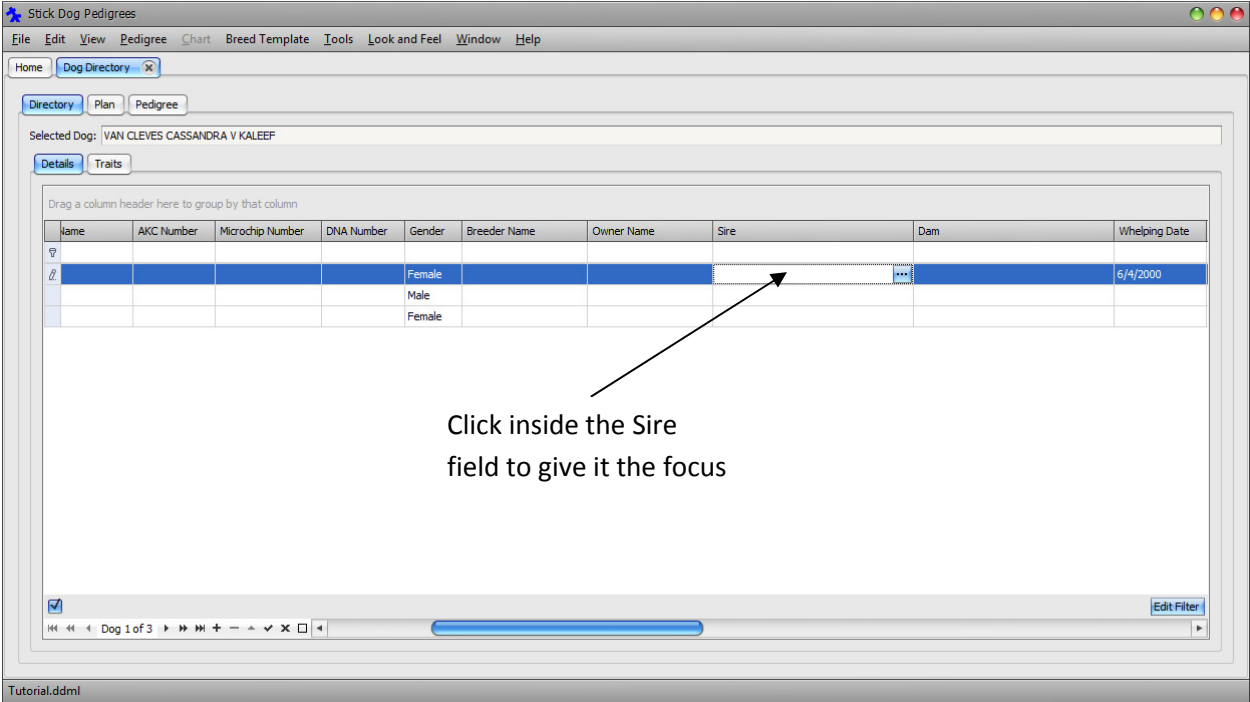 Stick Dog Pedigrees
File Edit View Pedigree Chart Breed Template Tools Look and Feel Window Help
Home Dog Directory
Directory Plan Pedigree
Selected Dog: VAN CLEVES CASSANDRA V KALEEF
Details Traits
Drag a column header here to group by that column
Name AKC Number Microchip Number DNA Number Gender Breeder Name Owner Name Sire Dam Whelping Date
Female ... 6/4/2000
Male
Female
Click inside the Sire
field to give it the focus
Edit Filter
Dog 1 of 3
Tutorial.ddml